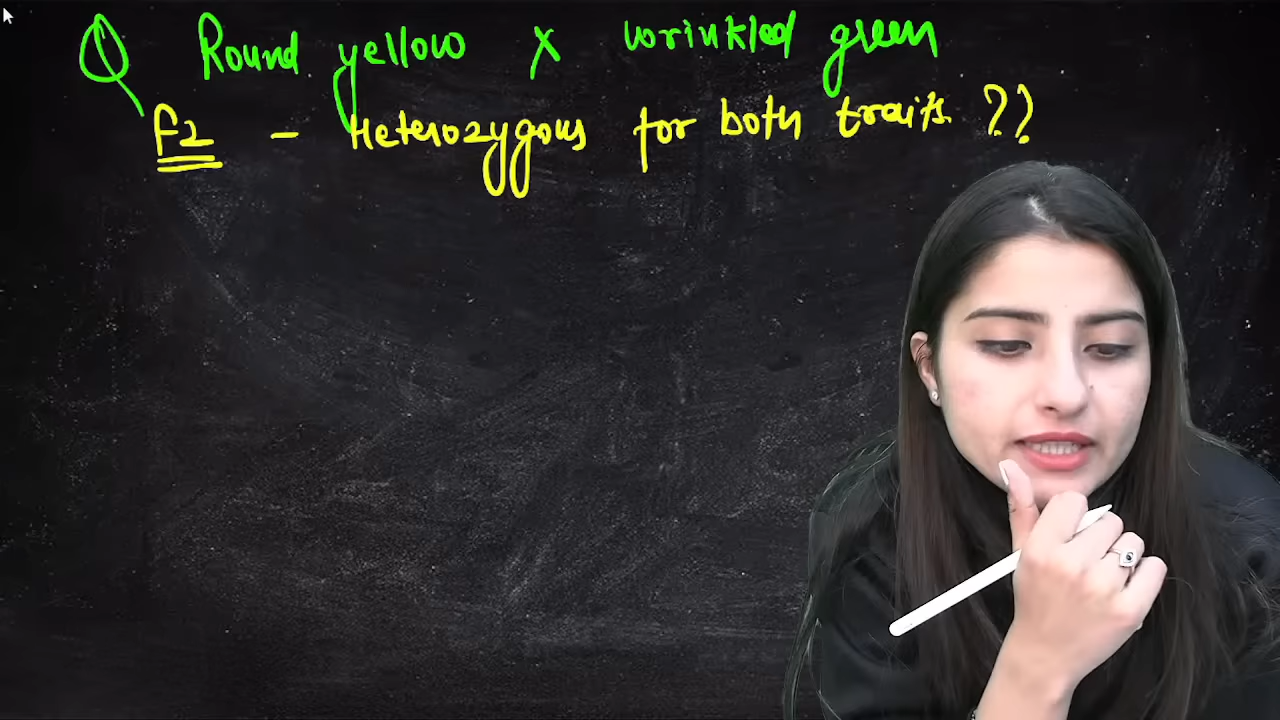 Q Round yellow X wrinkled green
F2 - Heterozygous for both traits ??